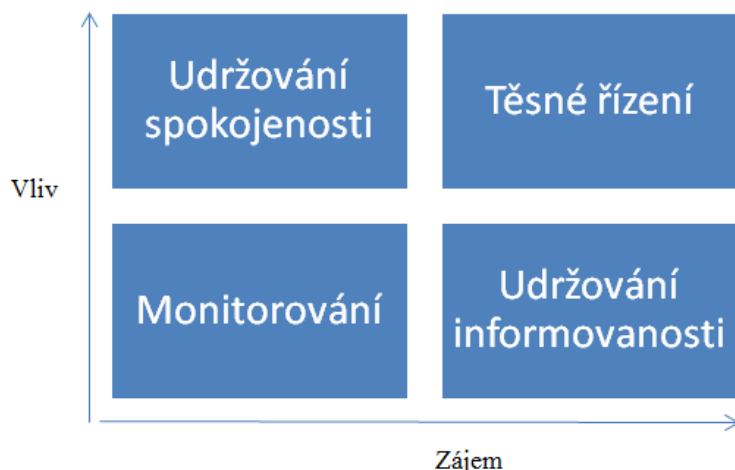 Udržování
spokojenosti
Těsné řízení
Vliv
Monitorování
Udržování
informovanosti
Zájem